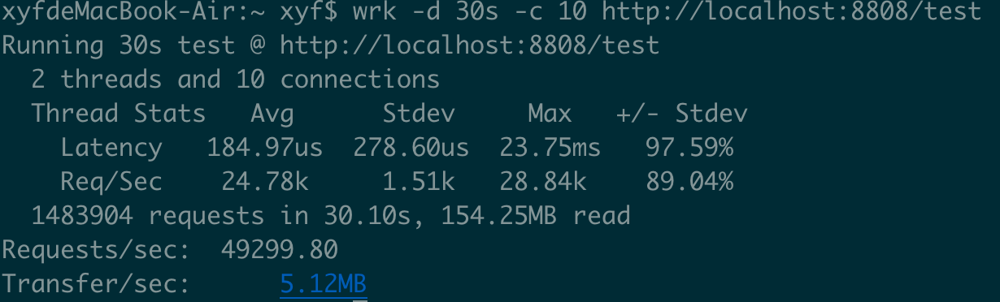 xyfdeMacBook-Air:~ xyf$ wrk -d 30s -c 10 http://localhost:8808/test
Running 30s test @ http://localhost:8808/test
  2 threads and 10 connections
  Thread Stats   Avg      Stdev     Max   +/- Stdev
    Latency   184.97us  278.60us  23.75ms   97.59%
    Req/Sec    24.78k     1.51k   28.84k    89.04%
  1483904 requests in 30.10s, 154.25MB read
Requests/sec:  49299.80
Transfer/sec:      5.12MB